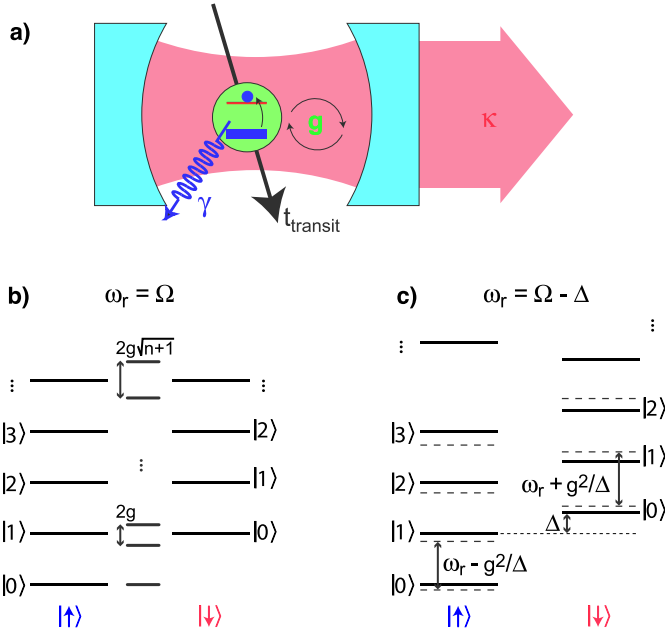 a)
g
κ
γ
t_transit
b) ω_r = Ω
2g√n+1
⋮ ⋮
|3⟩ |2⟩
⋮
|2⟩ |1⟩
2g
|1⟩ |0⟩
|0⟩
|↑⟩ |↓⟩
c) ω_r = Ω - Δ
⋮ ⋮
|3⟩ |2⟩
|2⟩ |1⟩
ω_r + g²/Δ
|1⟩ Δ |0⟩
ω_r - g²/Δ
|0⟩
|↑⟩ |↓⟩